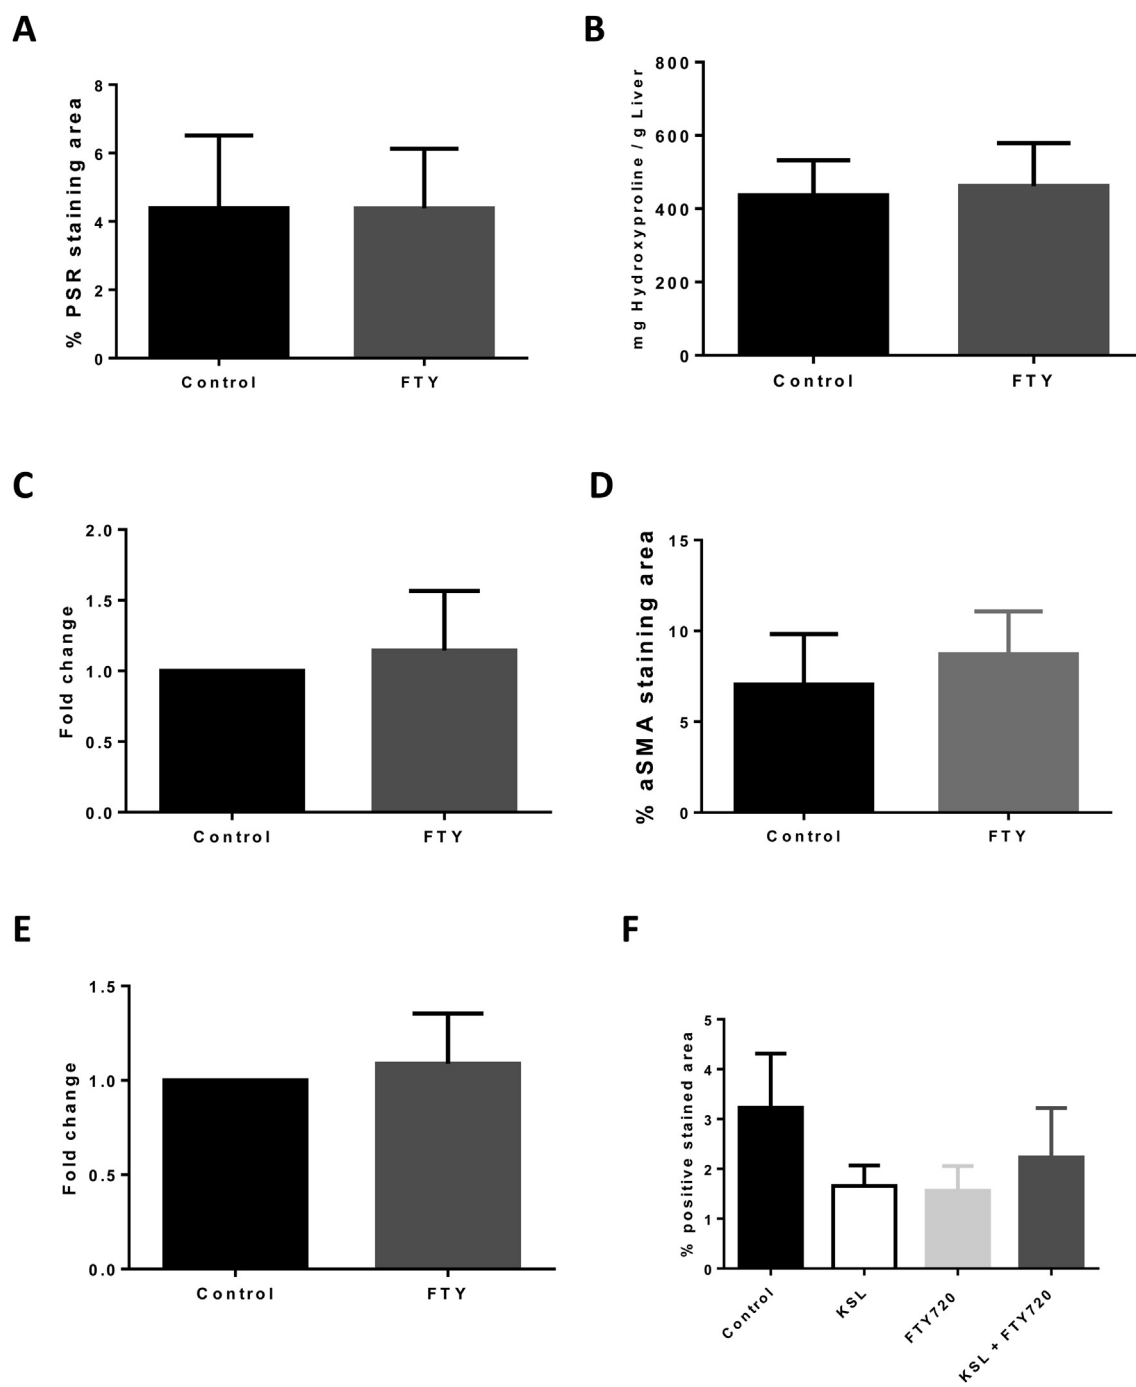 A
% PSR staining area
8
6
4
2
0
Control
FTY
B
mg Hydroxyproline / g Liver
800
600
400
200
0
Control
FTY
C
Fold change
2.0
1.5
1.0
0.5
0.0
Control
FTY
D
% aSMA staining area
15
10
5
0
Control
FTY
E
Fold change
1.5
1.0
0.5
0.0
Control
FTY
F
% positive stained area
5
4
3
2
1
0
Control
KSL
FTY720
KSL + FTY720